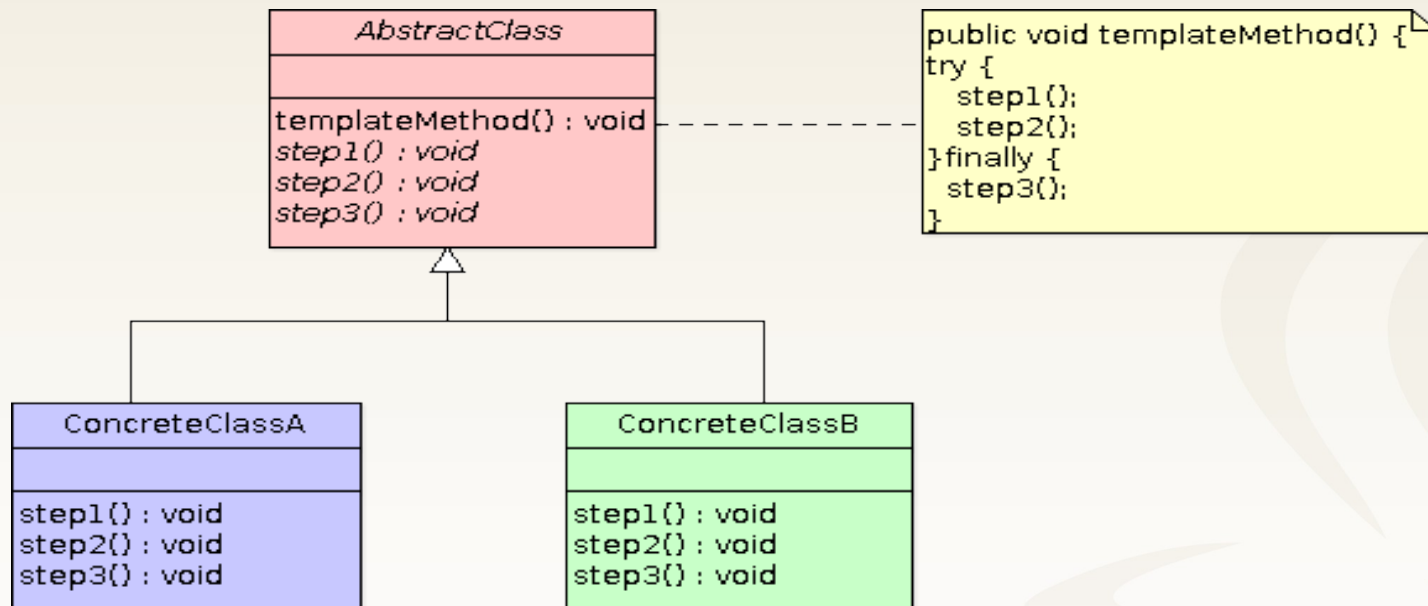 AbstractClass
templateMethod() : void
step1() : void
step2() : void
step3() : void
public void templateMethod() {
try {
step1();
step2();
}finally {
step3();
}
ConcreteClassA
step1() : void
step2() : void
step3() : void
ConcreteClassB
step1() : void
step2() : void
step3() : void